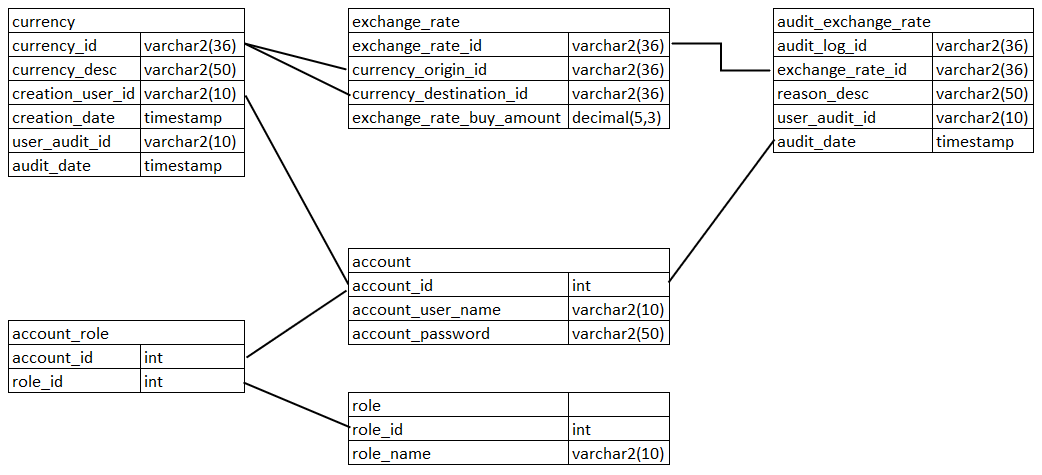 currency
currency_id varchar2(36)
currency_desc varchar2(50)
creation_user_id varchar2(10)
creation_date timestamp
user_audit_id varchar2(10)
audit_date timestamp
exchange_rate
exchange_rate_id varchar2(36)
currency_origin_id varchar2(36)
currency_destination_id varchar2(36)
exchange_rate_buy_amount decimal(5,3)
audit_exchange_rate
audit_log_id varchar2(36)
exchange_rate_id varchar2(36)
reason_desc varchar2(50)
user_audit_id varchar2(10)
audit_date timestamp
account
account_id int
account_user_name varchar2(10)
account_password varchar2(50)
account_role
account_id int
role_id int
role
role_id int
role_name varchar2(10)